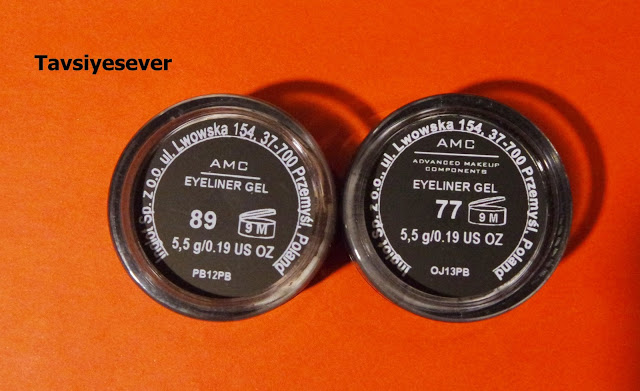 Tavsiyesever
Inglot Sp. z o.o., ul. Lwowska 154, 37-700 Przemyśl, Poland
AMC
EYELINER GEL
89
9 M
5,5 g/0.19 US OZ
PB12PB
Inglot Sp. z o.o., ul. Lwowska 154, 37-700 Przemyśl, Poland
AMC
ADVANCED MAKEUP
COMPONENTS
EYELINER GEL
77
9 M
5,5 g/0.19 US OZ
OJ13PB